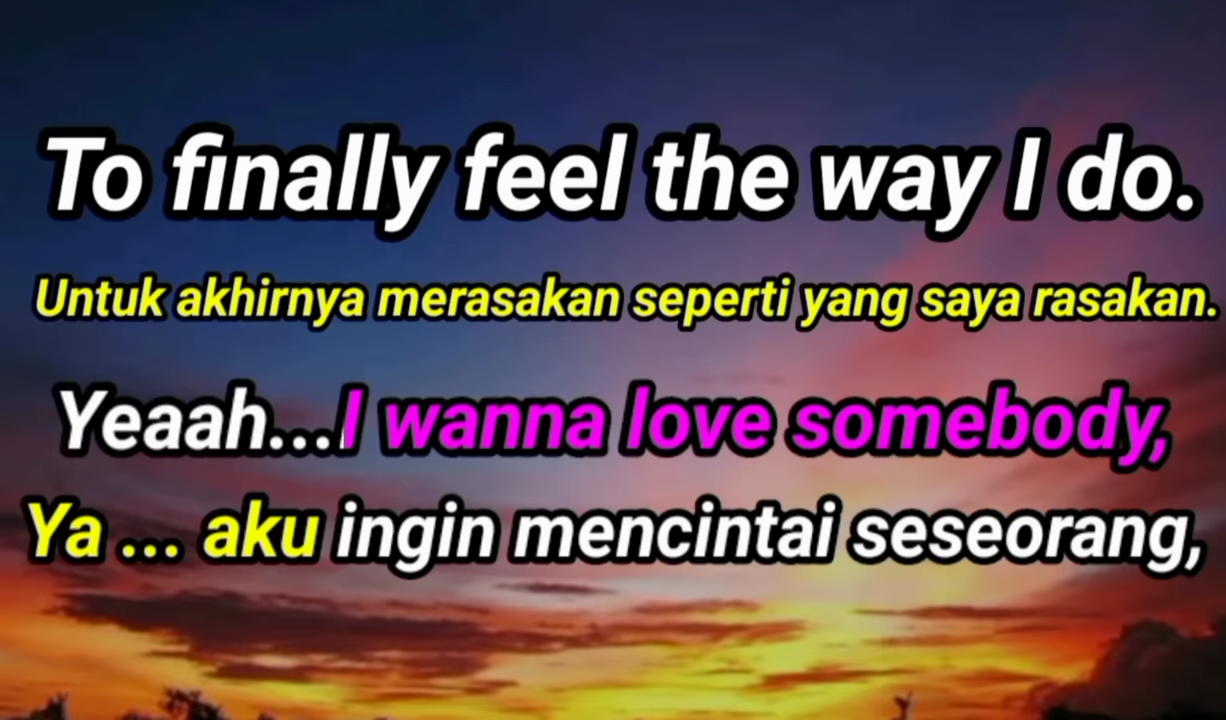 To finally feel the way I do.
Untuk akhirnya merasakan seperti yang saya rasakan.
Yeaah...I wanna love somebody,
Ya ... aku ingin mencintai seseorang,